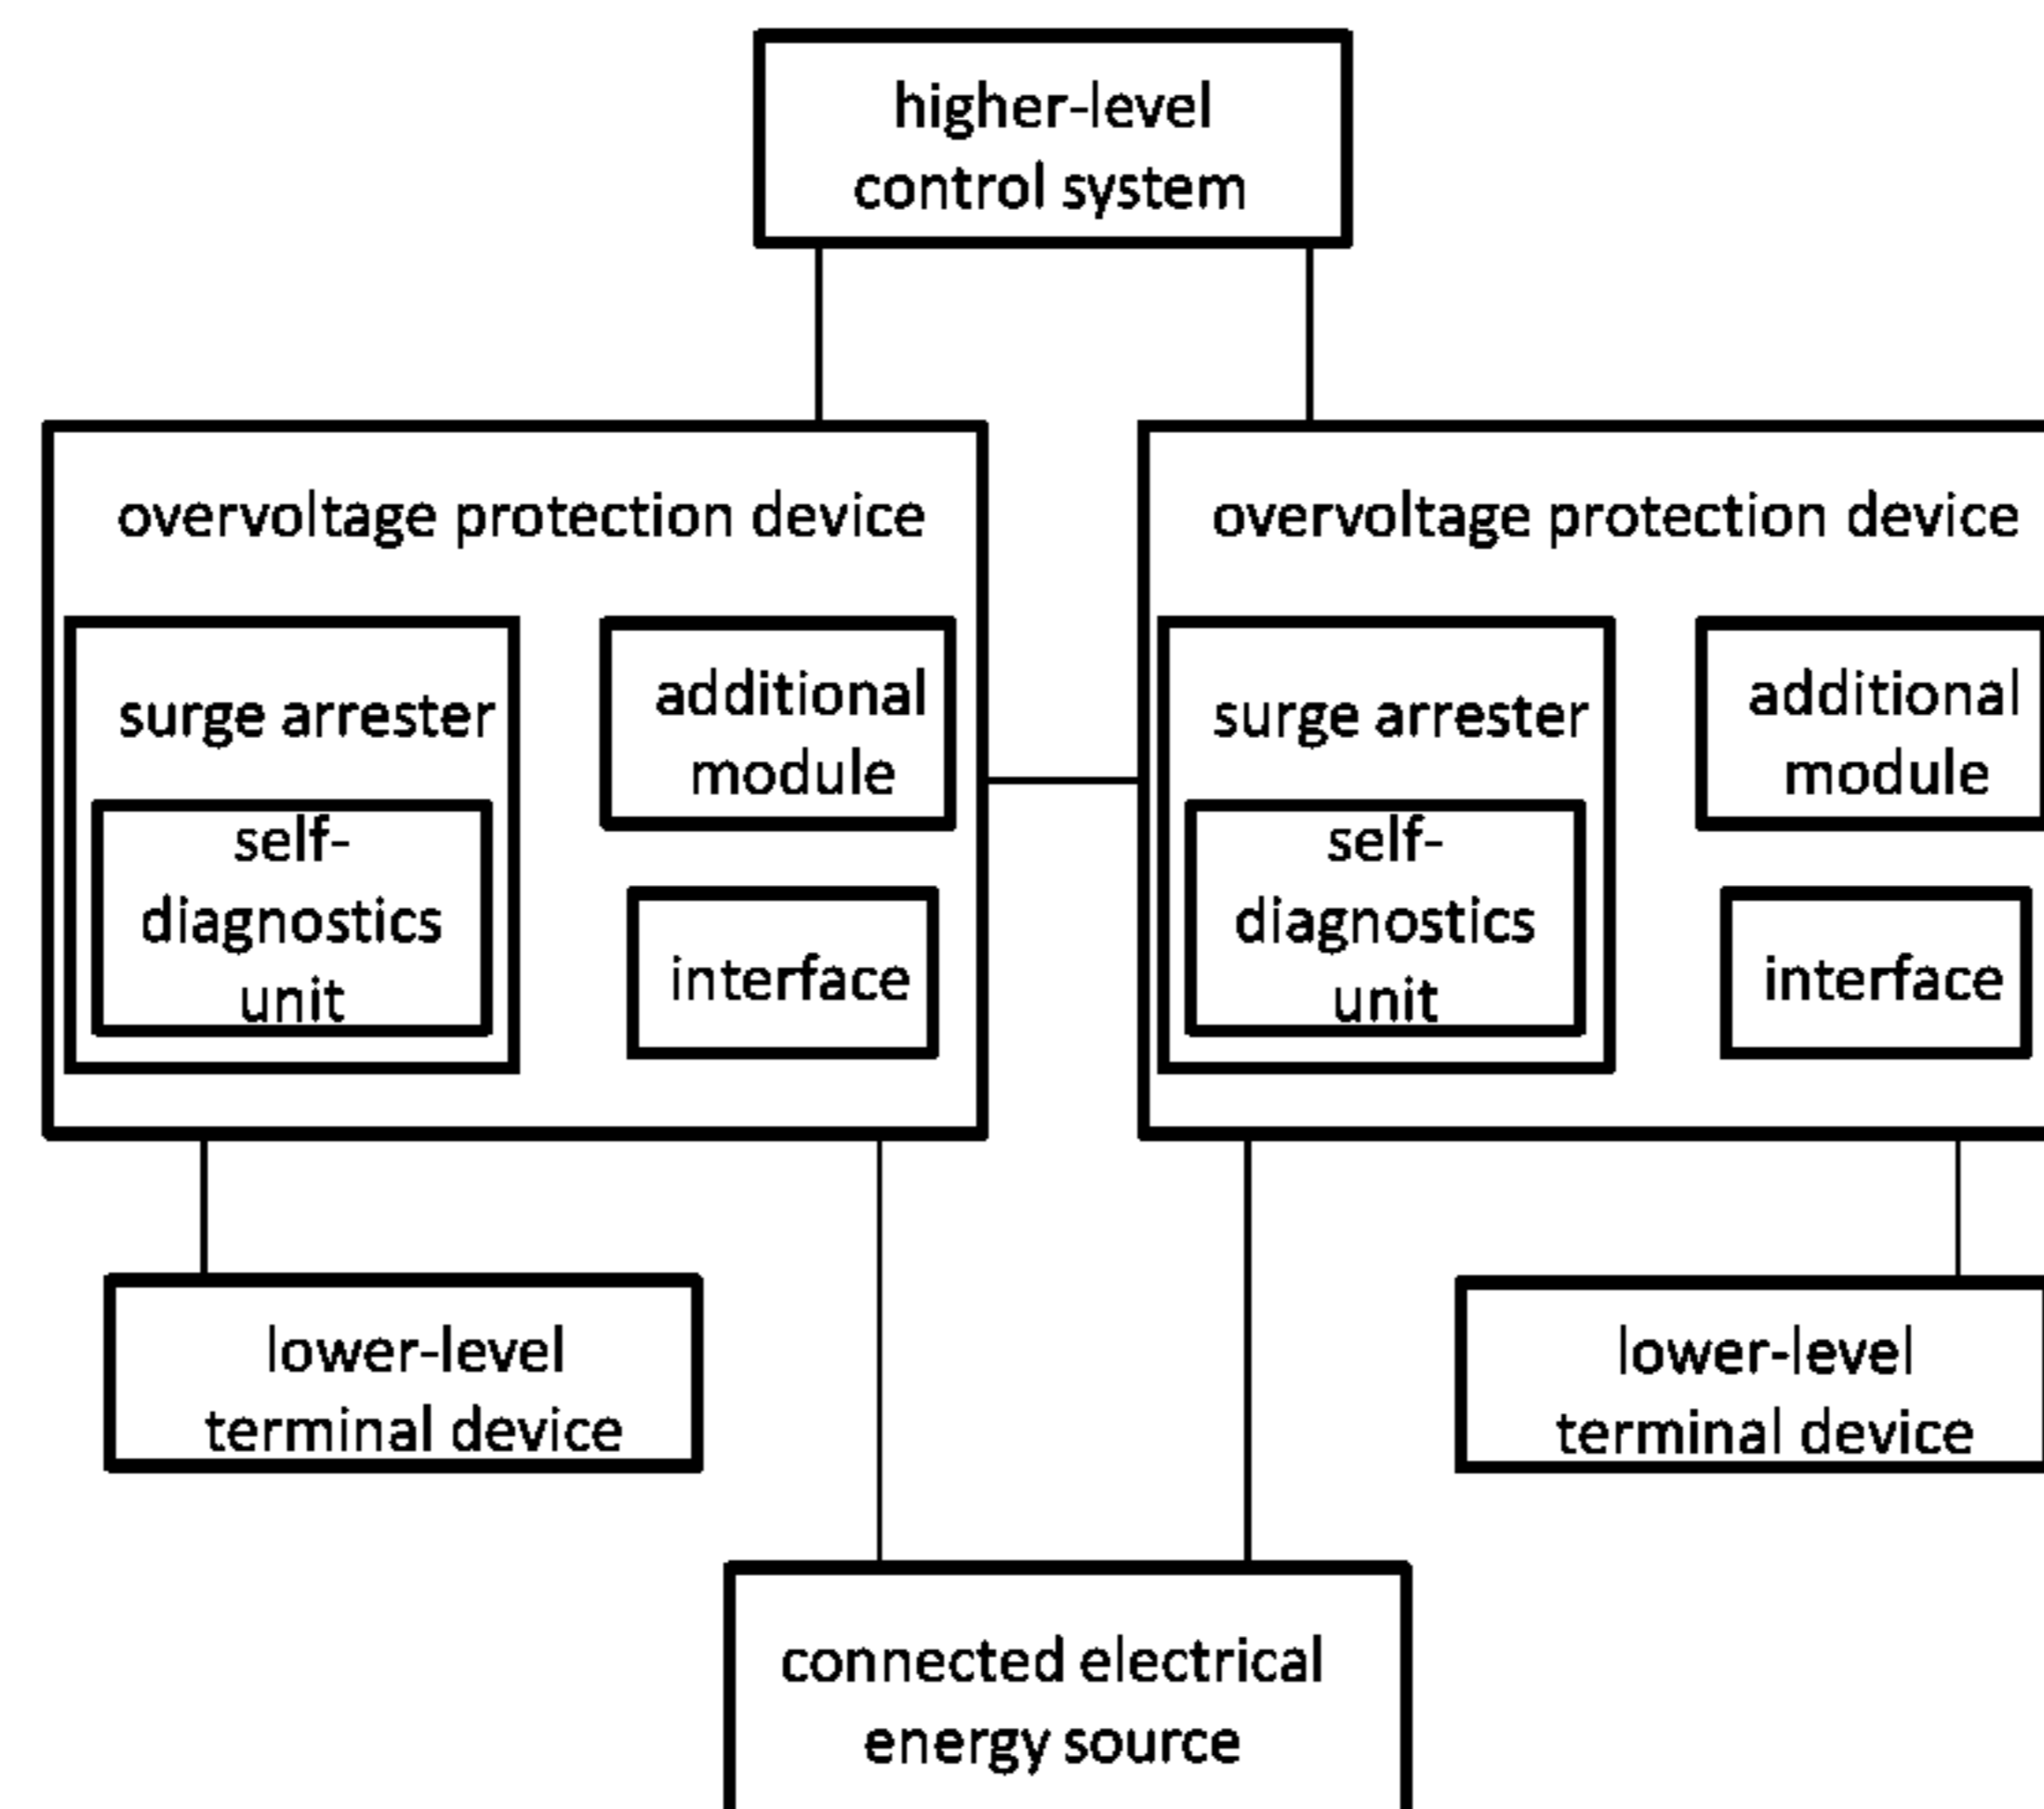 higher-level
control system
overvoltage protection device
surge arrester
self-
diagnostics
unit
additional
module
interface
overvoltage protection device
surge arrester
self-
diagnostics
unit
additional
module
interface
lower-level
terminal device
lower-level
terminal device
connected electrical
energy source